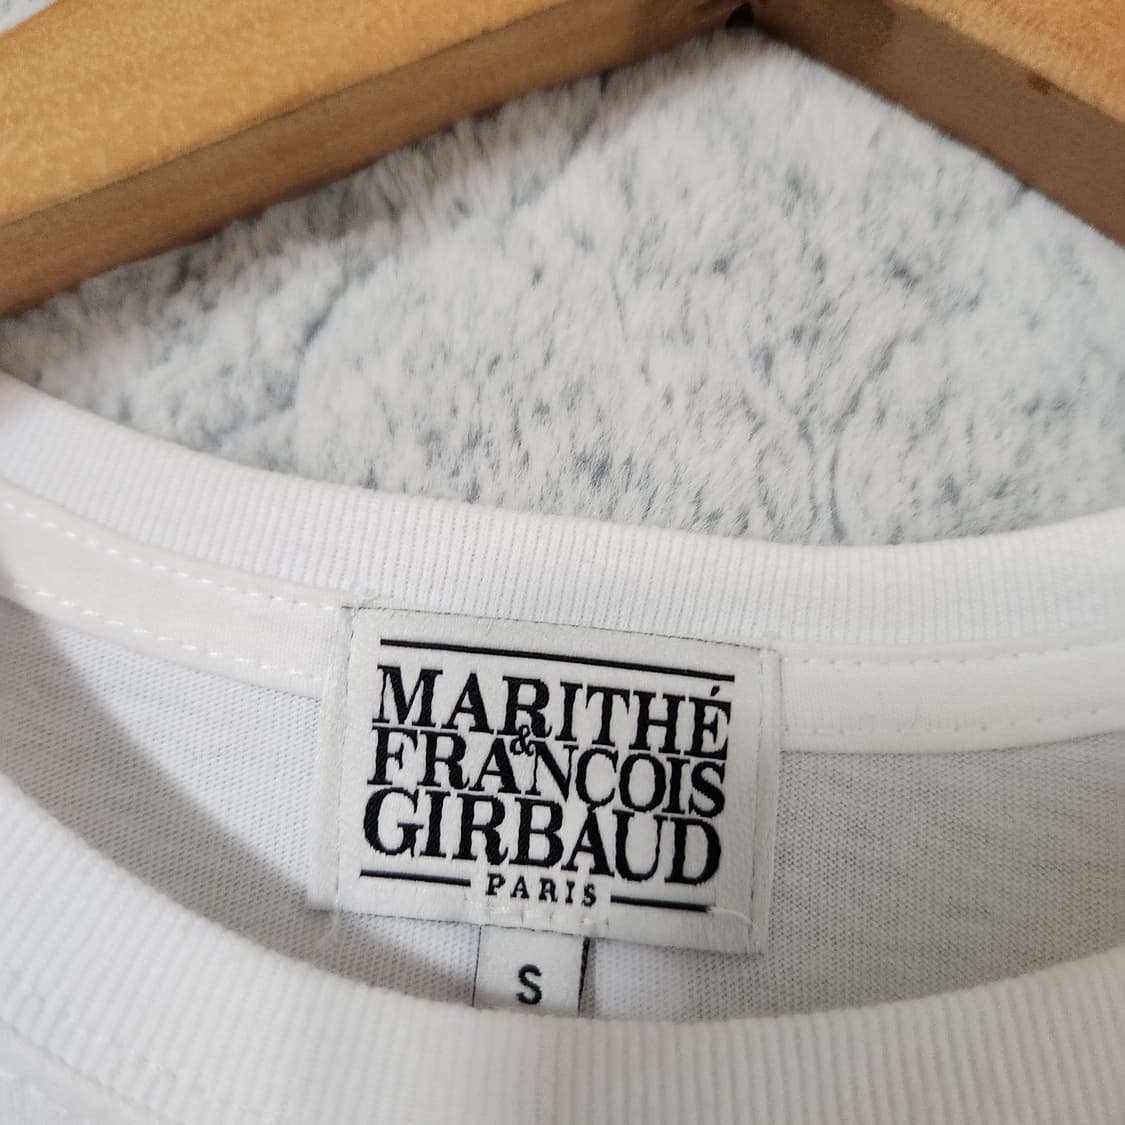 MARITHÉ
&
FRANÇOIS
GIRBAUD
PARIS
S